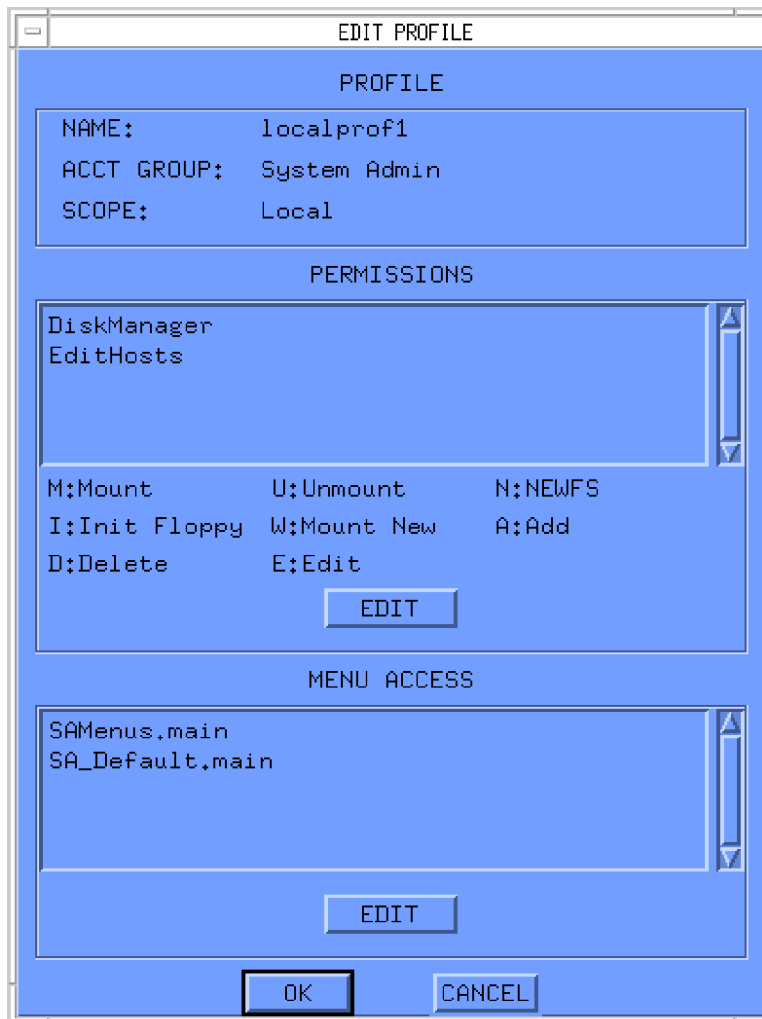 EDIT PROFILE
PROFILE
NAME: localprof1
ACCT GROUP: System Admin
SCOPE: Local
PERMISSIONS
DiskManager
EditHosts
M:Mount U:Unmount N:NEWFS
I:Init Floppy W:Mount New A:Add
D:Delete E:Edit
EDIT
MENU ACCESS
SAMenus.main
SA_Default.main
EDIT
OK CANCEL